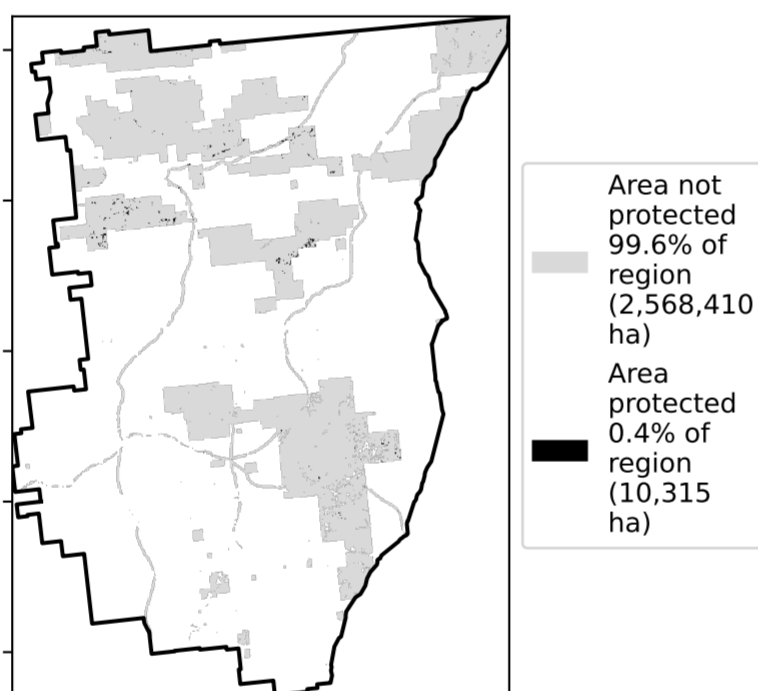 Area not
protected
99.6% of
region
(2,568,410
ha)
Area
protected
0.4% of
region
(10,315
ha)